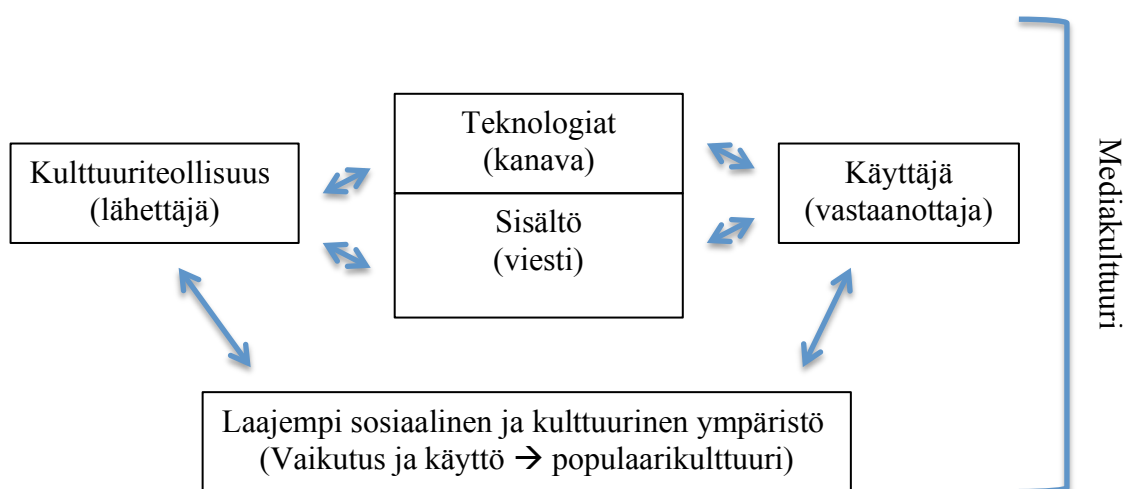 Teknologiat
(kanava)
Kulttuuriteollisuus
(lähettäjä)
Sisältö
(viesti)
Käyttäjä
(vastaanottaja)
Laajempi sosiaalinen ja kulttuurinen ympäristö
(Vaikutus ja käyttö → populaarikulttuuri)
Mediakulttuuri